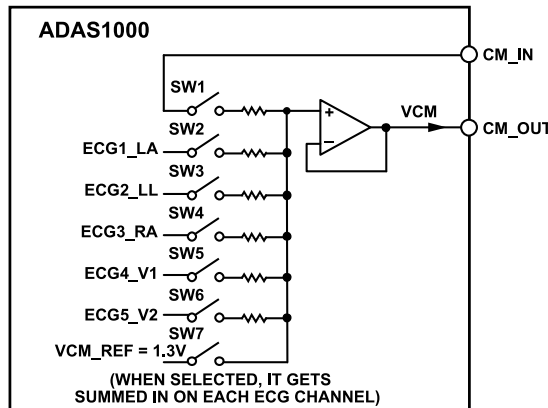 ADAS1000
CM_IN
SW1
VCM
CM_OUT
SW2
ECG1_LA
SW3
ECG2_LL
SW4
ECG3_RA
SW5
ECG4_V1
SW6
ECG5_V2
SW7
VCM_REF = 1.3V
(WHEN SELECTED, IT GETS
SUMMED IN ON EACH ECG CHANNEL)
+
−